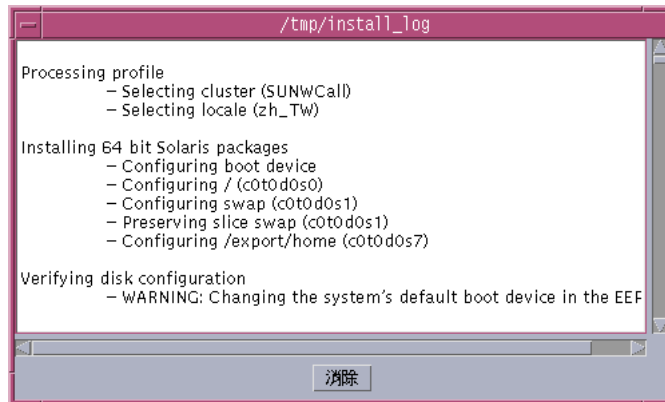 /tmp/install_log
Processing profile
– Selecting cluster (SUNWCall)
– Selecting locale (zh_TW)
Installing 64 bit Solaris packages
– Configuring boot device
– Configuring / (c0t0d0s0)
– Configuring swap (c0t0d0s1)
– Preserving slice swap (c0t0d0s1)
– Configuring /export/home (c0t0d0s7)
Verifying disk configuration
– WARNING: Changing the system's default boot device in the EEF
消除